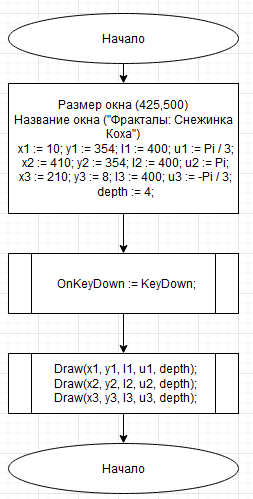 Начало
Размер окна (425,500)
Название окна ("Фракталы: Снежинка
Коха")
x1 := 10; y1 := 354; l1 := 400; u1 := Pi / 3;
x2 := 410; y2 := 354; l2 := 400; u2 := Pi;
x3 := 210; y3 := 8; l3 := 400; u3 := -Pi / 3;
depth := 4;
OnKeyDown := KeyDown;
Draw(x1, y1, l1, u1, depth);
Draw(x2, y2, l2, u2, depth);
Draw(x3, y3, l3, u3, depth);
Начало